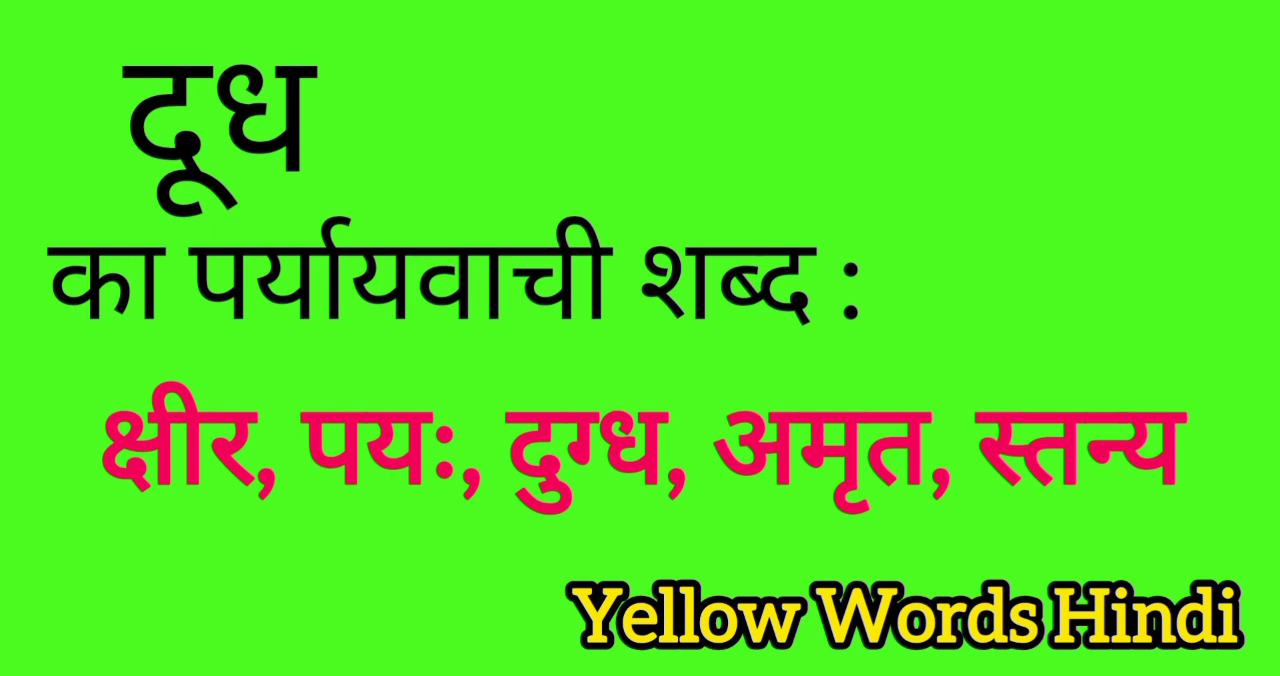 दूध
का पर्यायवाची शब्द :
क्षीर, पयः, दुग्ध, अमृत, स्तन्य
Yellow Words Hindi